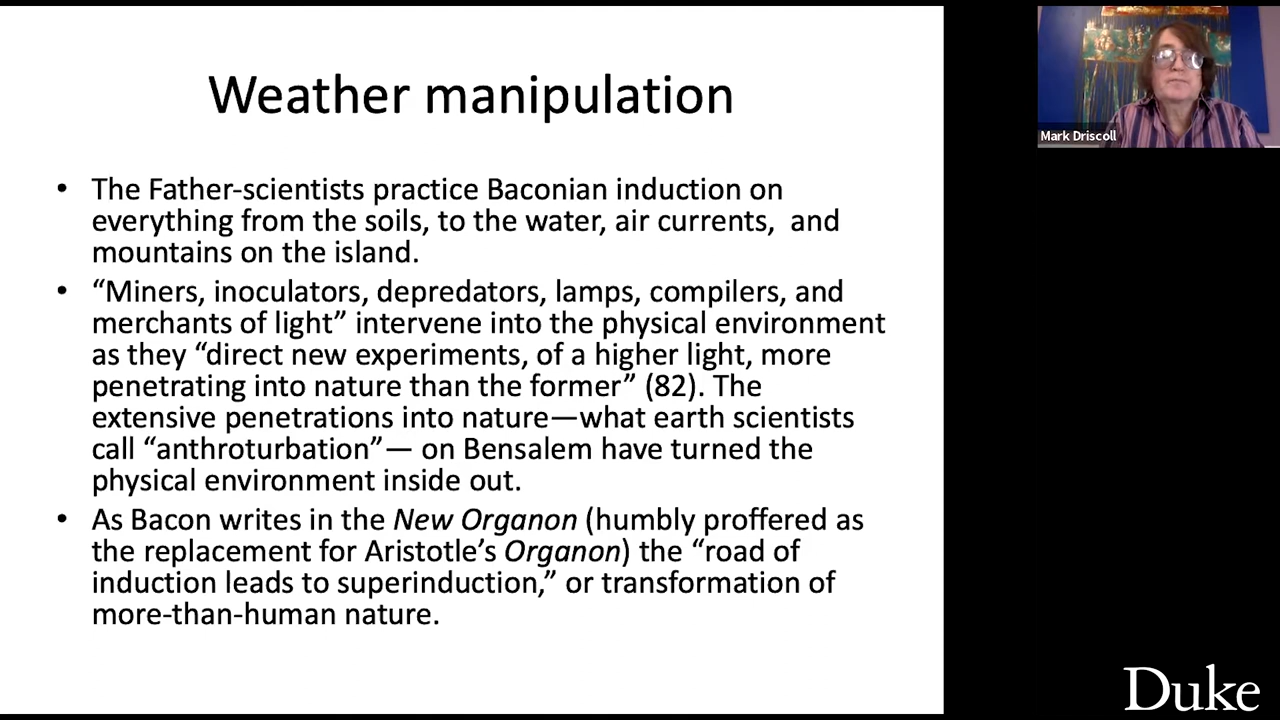 Weather manipulation
• The Father-scientists practice Baconian induction on
everything from the soils, to the water, air currents,  and
mountains on the island.
• “Miners, inoculators, depredators, lamps, compilers, and
merchants of light” intervene into the physical environment
as they “direct new experiments, of a higher light, more
penetrating into nature than the former” (82). The
extensive penetrations into nature—what earth scientists
call “anthroturbation”— on Bensalem have turned the
physical environment inside out.
• As Bacon writes in the New Organon (humbly proffered as
the replacement for Aristotle’s Organon) the “road of
induction leads to superinduction,” or transformation of
more-than-human nature.
Mark Driscoll
Duke